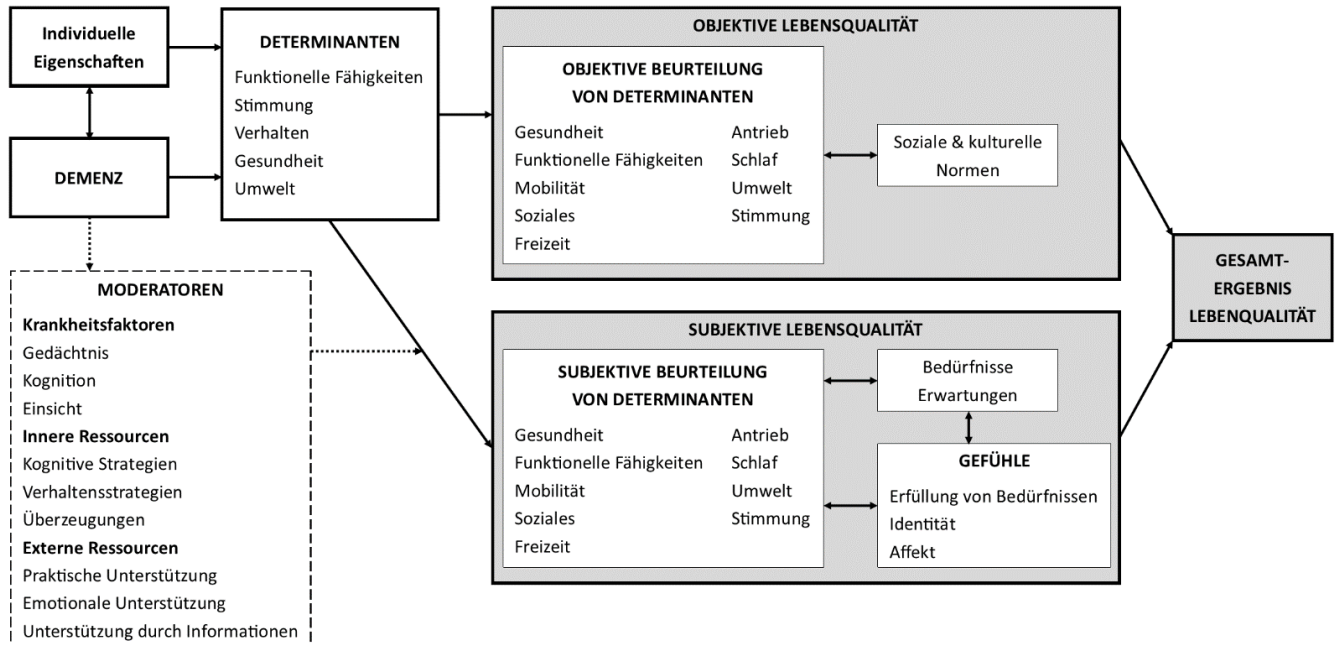 Individuelle
Eigenschaften
DEMENZ
DETERMINANTEN
Funktionelle Fähigkeiten
Stimmung
Verhalten
Gesundheit
Umwelt
MODERATOREN
Krankheitsfaktoren
Gedächtnis
Kognition
Einsicht
Innere Ressourcen
Kognitive Strategien
Verhaltensstrategien
Überzeugungen
Externe Ressourcen
Praktische Unterstützung
Emotionale Unterstützung
Unterstützung durch Informationen
OBJEKTIVE LEBENSQUALITÄT
OBJEKTIVE BEURTEILUNG
VON DETERMINANTEN
Gesundheit
Funktionelle Fähigkeiten
Mobilität
Soziales
Freizeit
Antrieb
Schlaf
Umwelt
Stimmung
Soziale & kulturelle
Normen
SUBJEKTIVE LEBENSQUALITÄT
SUBJEKTIVE BEURTEILUNG
VON DETERMINANTEN
Gesundheit
Funktionelle Fähigkeiten
Mobilität
Soziales
Freizeit
Antrieb
Schlaf
Umwelt
Stimmung
Bedürfnisse
Erwartungen
GEFÜHLE
Erfüllung von Bedürfnissen
Identität
Affekt
GESAMT-
ERGEBNIS
LEBENQUALITÄT